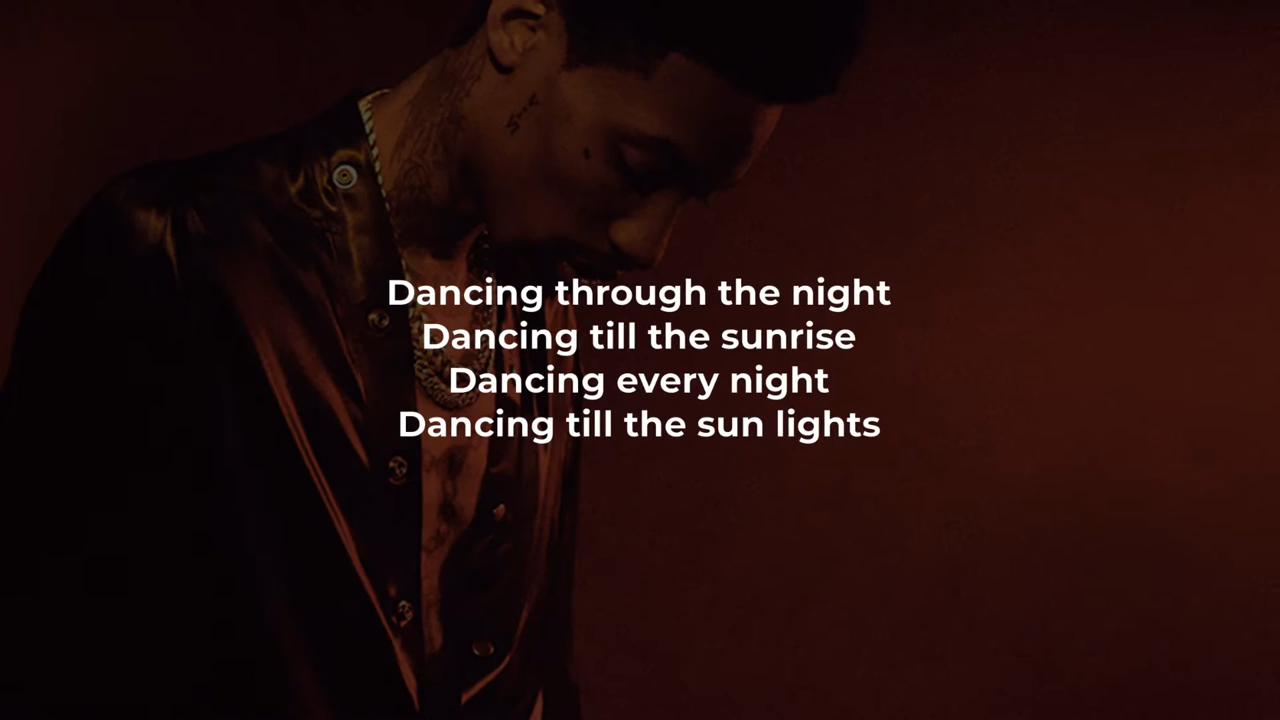 Dancing through the night
Dancing till the sunrise
Dancing every night
Dancing till the sun lights